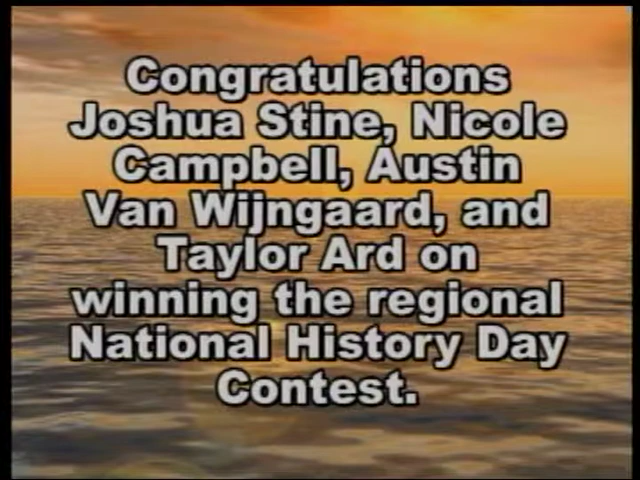 Congratulations
Joshua Stine, Nicole
Campbell, Austin
Van Wijngaard, and
Taylor Ard on
winning the regional
National History Day
Contest.